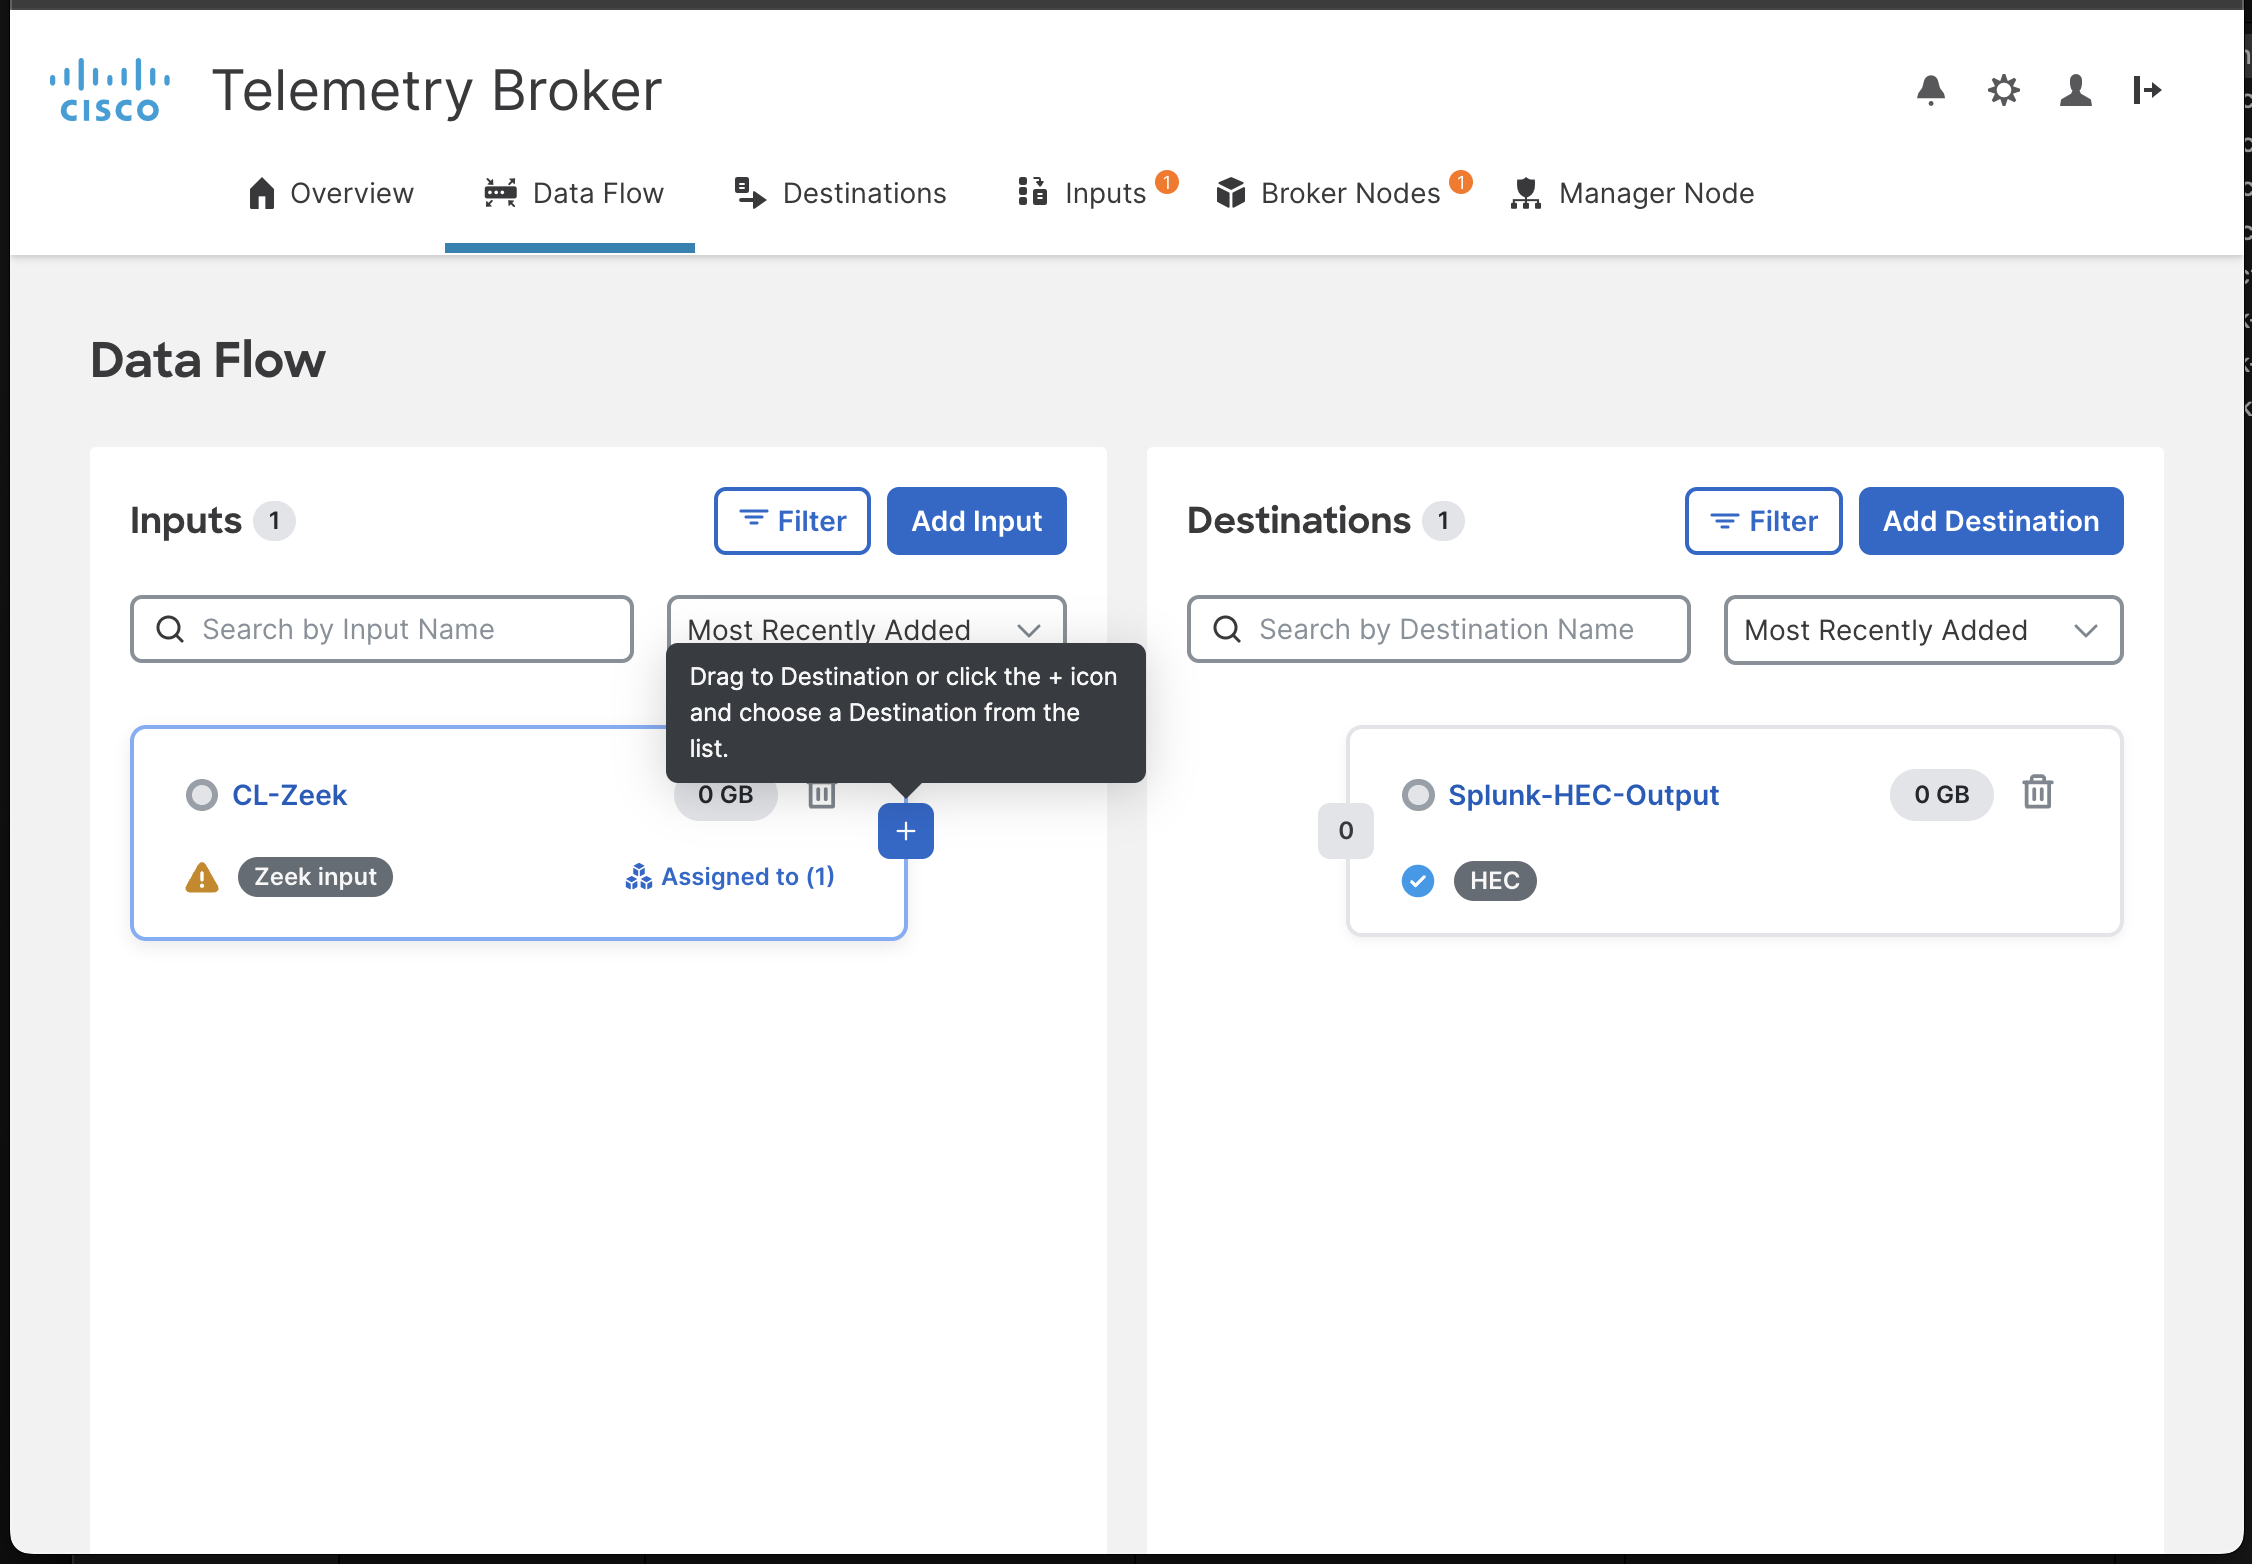 CISCO
Telemetry Broker
Overview
Data Flow
Destinations
Inputs 1
Broker Nodes 1
Manager Node
Data Flow
Inputs 1
Filter
Add Input
Search by Input Name
Most Recently Added
Drag to Destination or click the + icon
and choose a Destination from the
list.
CL-Zeek
0 GB
+
Zeek input
Assigned to (1)
Destinations 1
Filter
Add Destination
Search by Destination Name
Most Recently Added
0
Splunk-HEC-Output
0 GB
HEC